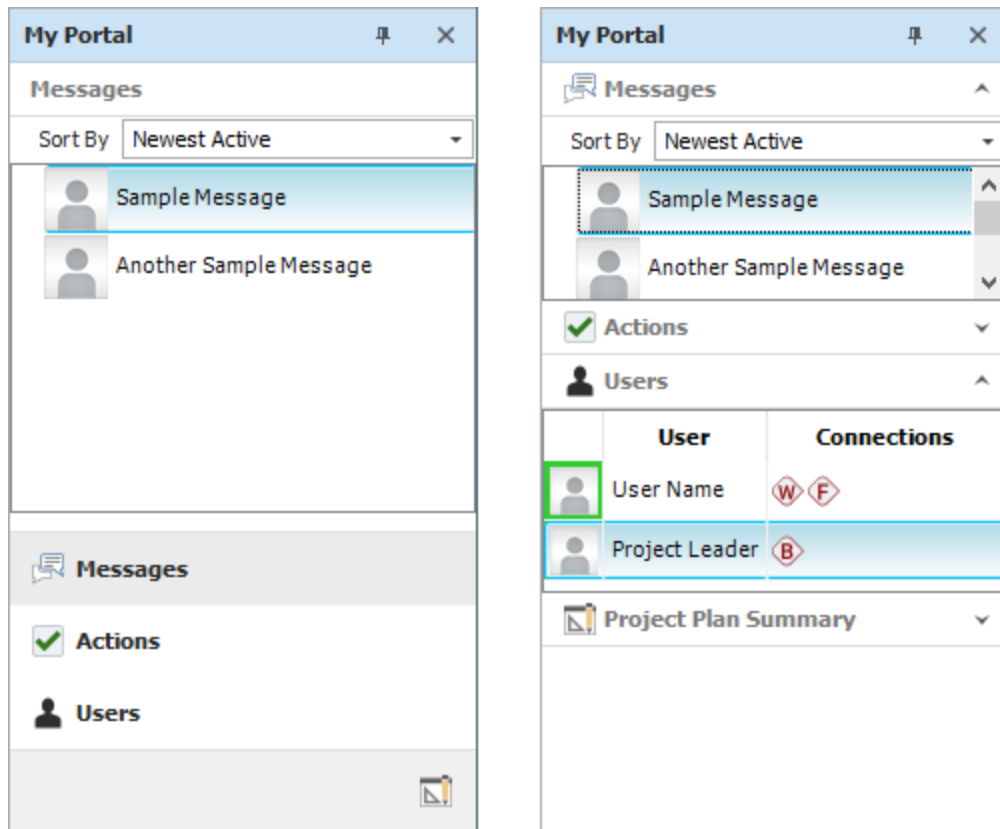 My Portal
Messages
Sort By Newest Active
Sample Message
Another Sample Message
Messages
Actions
Users
My Portal
Messages
Sort By Newest Active
Sample Message
Another Sample Message
Actions
Users
User Connections
User Name W F
Project Leader B
Project Plan Summary